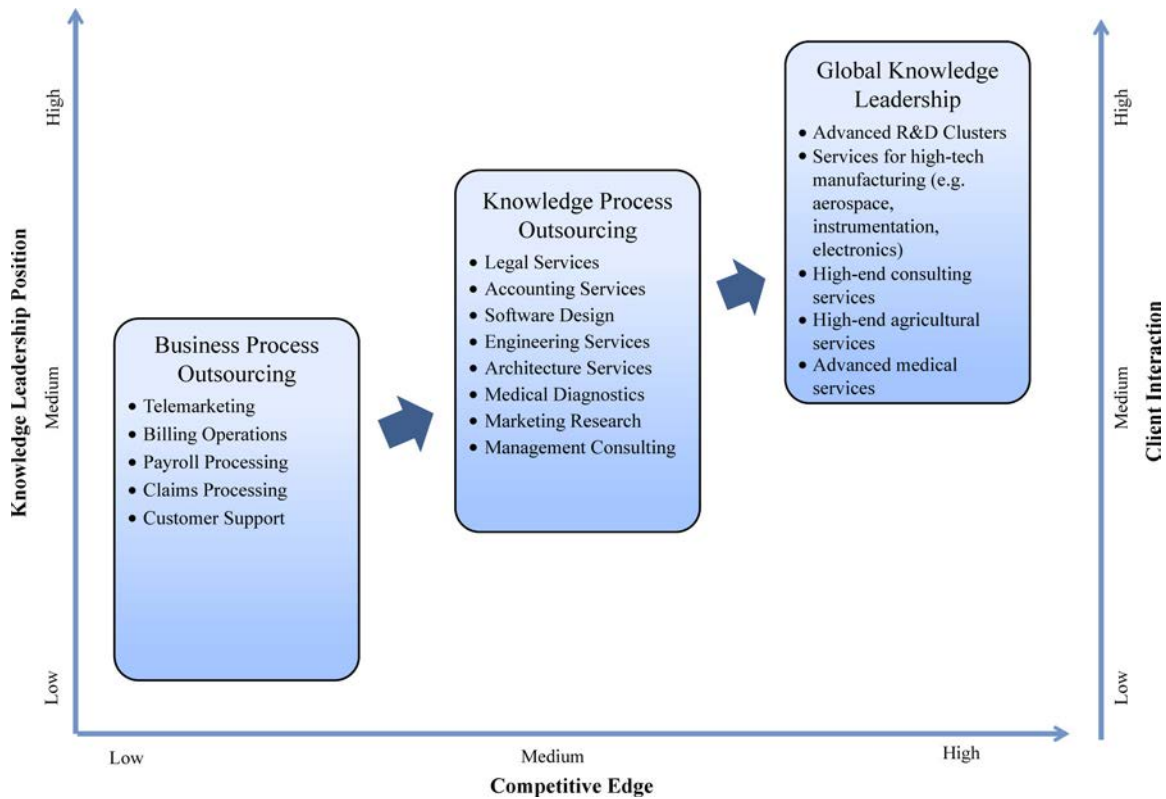 Knowledge Leadership Position
High
Medium
Low
Business Process
Outsourcing
• Telemarketing
• Billing Operations
• Payroll Processing
• Claims Processing
• Customer Support
Knowledge Process
Outsourcing
• Legal Services
• Accounting Services
• Software Design
• Engineering Services
• Architecture Services
• Medical Diagnostics
• Marketing Research
• Management Consulting
Global Knowledge
Leadership
• Advanced R&D Clusters
• Services for high-tech
manufacturing (e.g.
aerospace,
instrumentation,
electronics)
• High-end consulting
services
• High-end agricultural
services
• Advanced medical
services
High
Medium
Low
Client Interaction
Low
Medium
High
Competitive Edge